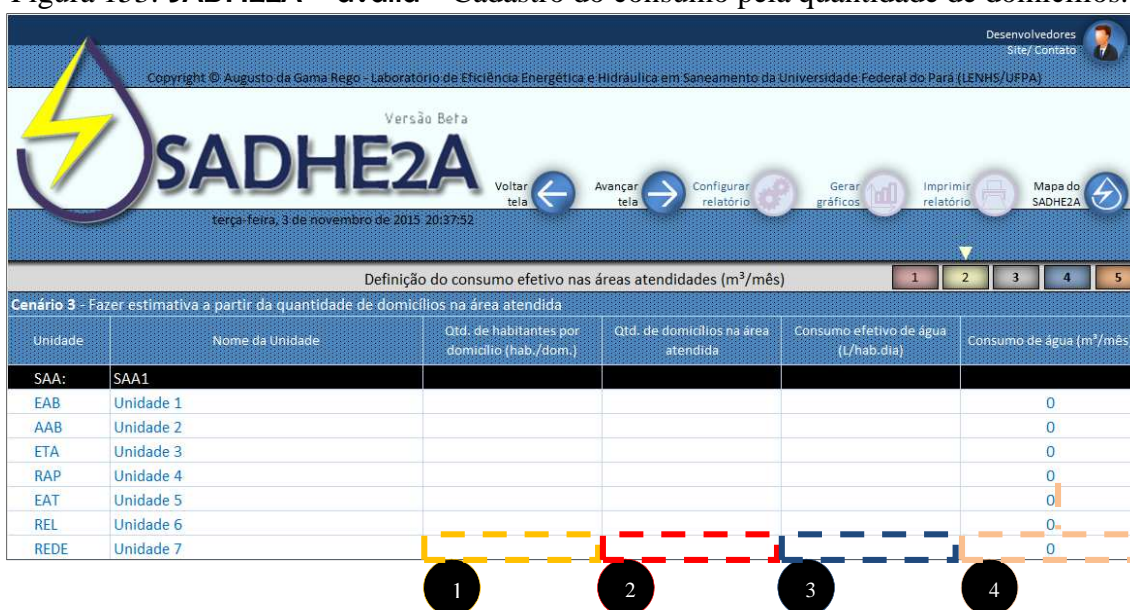 Figura 133: SADHE2A – avalia – Cadastro do consumo pela quantidade de domicílios.
Desenvolvedores
Site/ Contato
Copyright © Augusto da Gama Rego - Laboratório de Eficiência Energética e Hidráulica em Saneamento da Universidade Federal do Pará (LENHS/UFPA)
Versão Beta
SADHE2A
Voltar tela
Avançar tela
Configurar relatório
Gerar gráficos
Imprimir relatório
Mapa do SADHE2A
terça-feira, 3 de novembro de 2015 20:37:52
Definição do consumo efetivo nas áreas atendidades (m³/mês) 1 2 3 4 5
Cenário 3 - Fazer estimativa a partir da quantidade de domicílios na área atendida
Unidade Nome da Unidade Qtd. de habitantes por domicílio (hab./dom.) Qtd. de domicílios na área atendida Consumo efetivo de água (L/hab.dia) Consumo de água (m³/mês
SAA: SAA1
EAB Unidade 1 0
AAB Unidade 2 0
ETA Unidade 3 0
RAP Unidade 4 0
EAT Unidade 5 0
REL Unidade 6 0
REDE Unidade 7 0
1 2 3 4